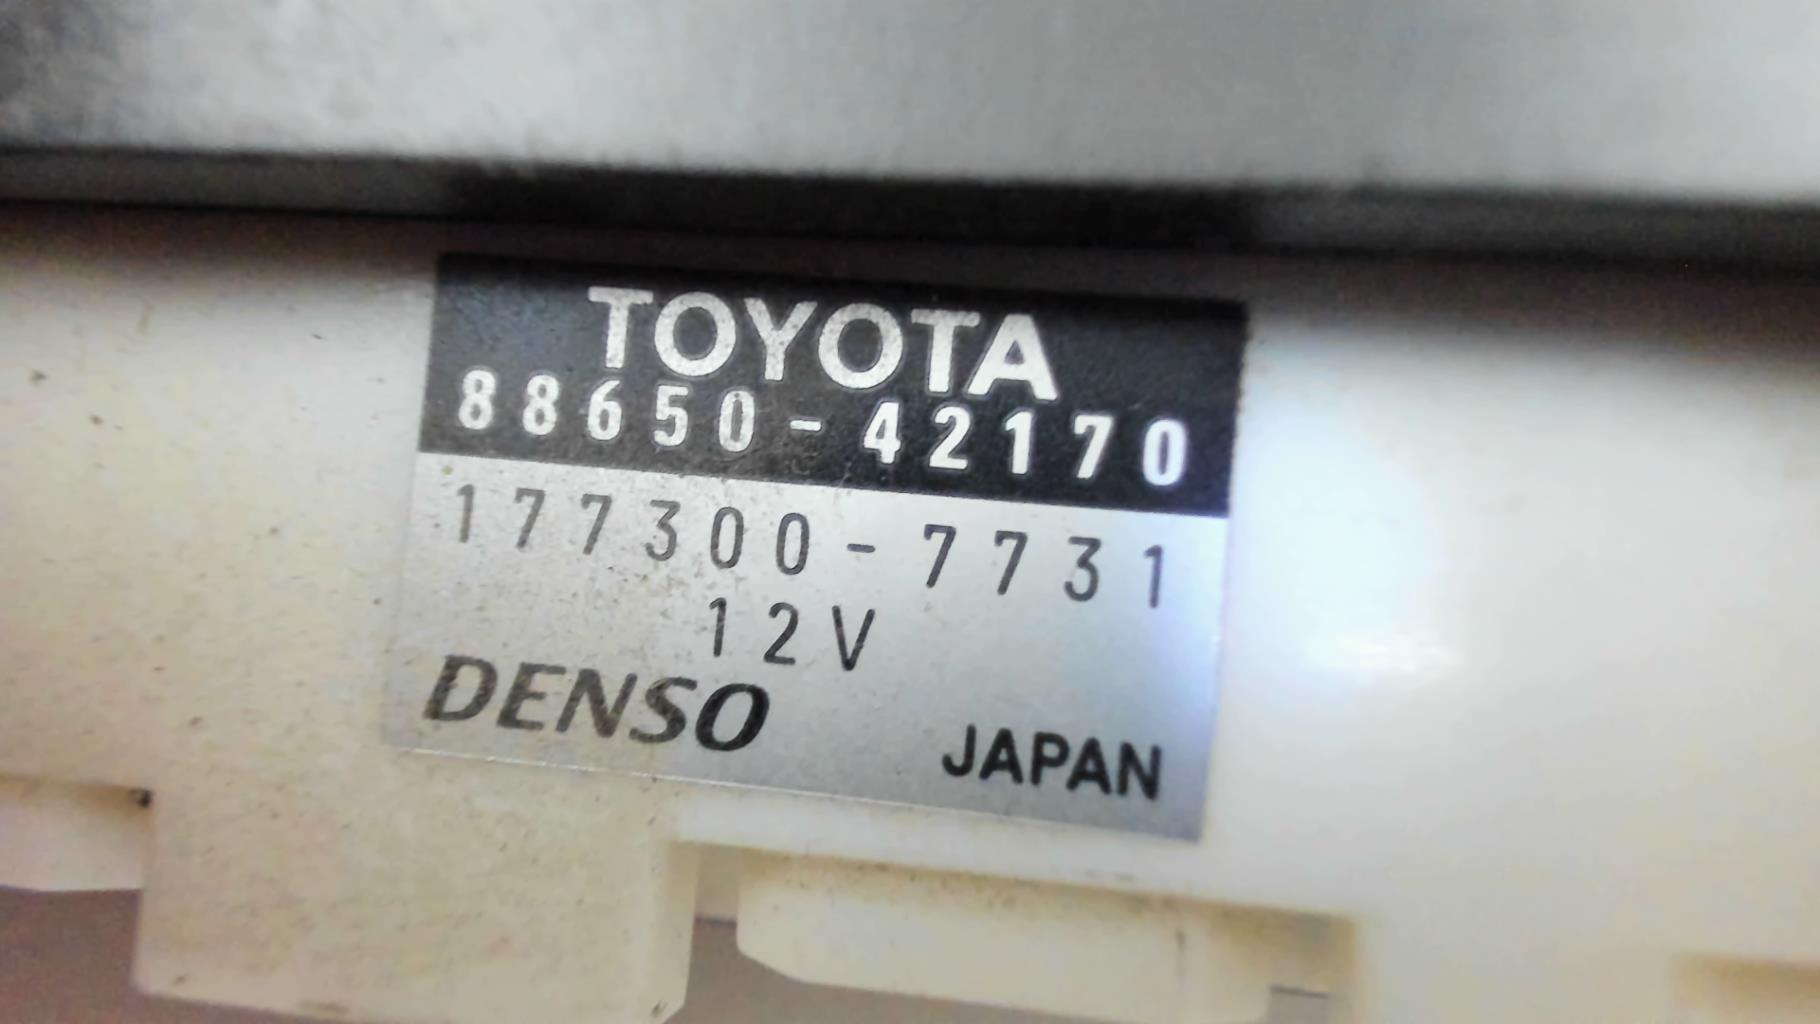 TOYOTA
88650-42170
177300-7731
12V
DENSO JAPAN